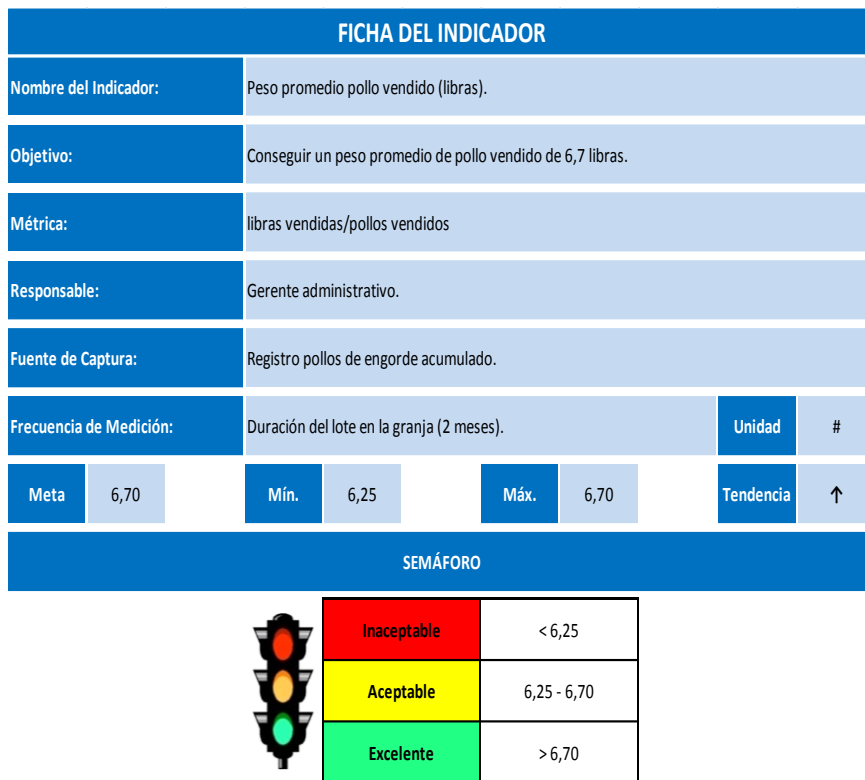 FICHA DEL INDICADOR
Nombre del Indicador: Peso promedio pollo vendido (libras).
Objetivo: Conseguir un peso promedio de pollo vendido de 6,7 libras.
Métrica: libras vendidas/pollos vendidos
Responsable: Gerente administrativo.
Fuente de Captura: Registro pollos de engorde acumulado.
Frecuencia de Medición: Duración del lote en la granja (2 meses). Unidad #
Meta 6,70 Mín. 6,25 Máx. 6,70 Tendencia ↑
SEMÁFORO
Inaceptable < 6,25
Aceptable 6,25 - 6,70
Excelente > 6,70